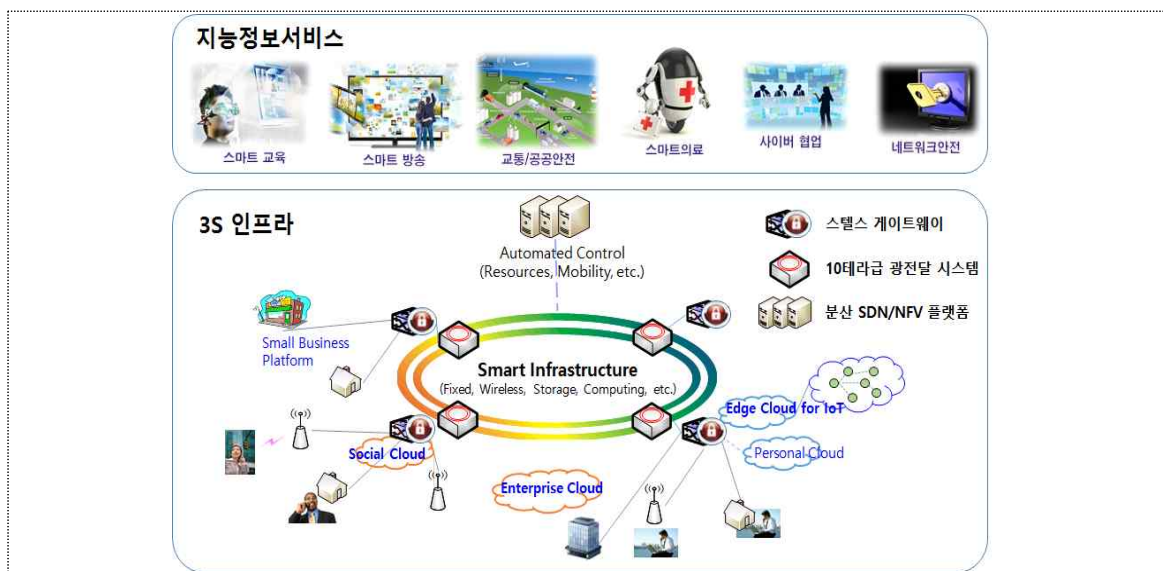 지능정보서비스
스마트 교육
스마트 방송
교통/공공안전
스마트의료
사이버 협업
네트워크안전
3S 인프라
Automated Control
(Resources, Mobility, etc.)
스텔스 게이트웨이
10테라급 광전달 시스템
분산 SDN/NFV 플랫폼
Small Business
Platform
Smart Infrastructure
(Fixed, Wireless, Storage, Computing, etc.)
Edge Cloud for IoT
Social Cloud
Personal Cloud
Enterprise Cloud